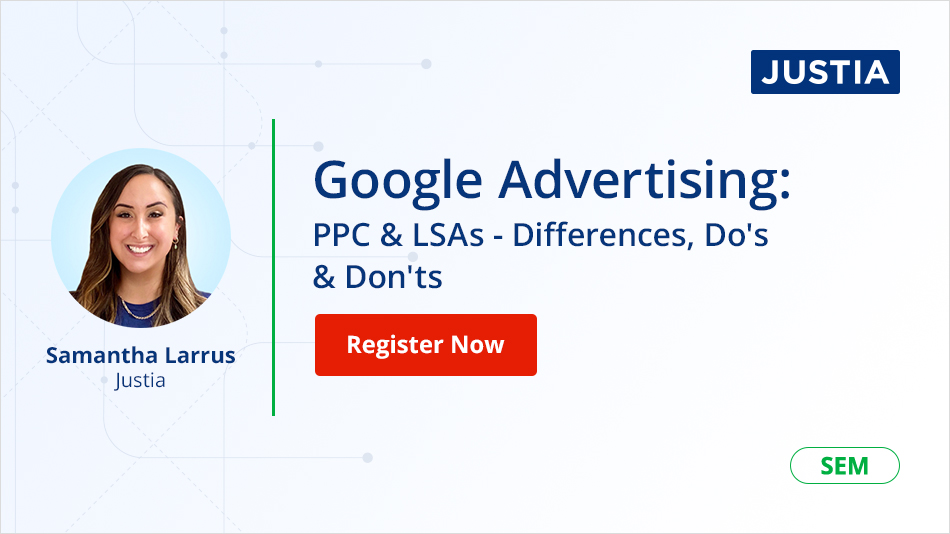 JUSTIA
Google Advertising:
PPC & LSAs - Differences, Do's
& Don'ts
Register Now
Samantha Larrus
Justia
SEM